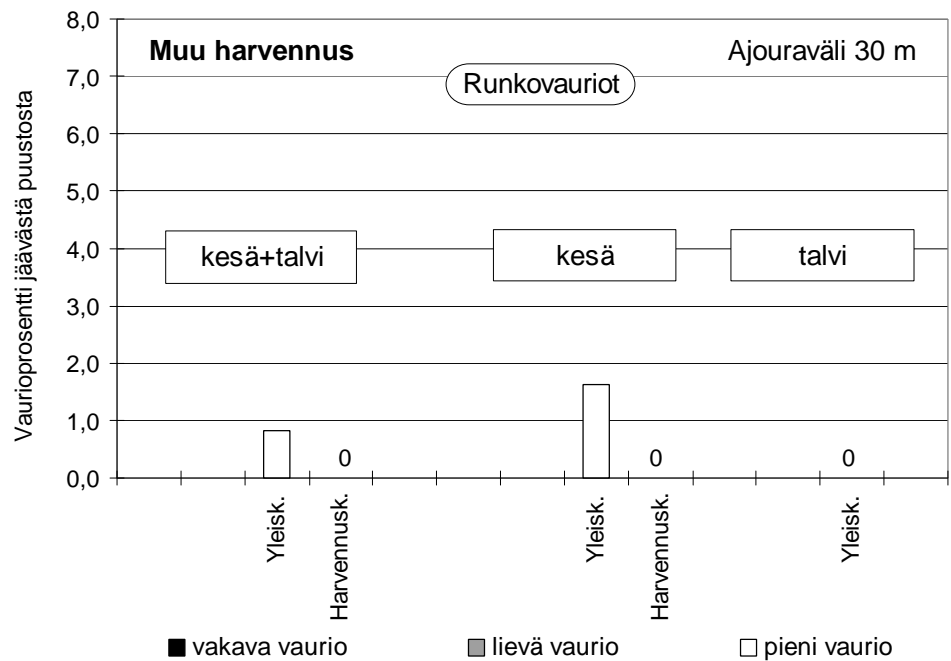 Muu harvennus
Ajouraväli 30 m
Runkovauriot
Vaurioprosentti jäävästä puustosta
8,0
7,0
6,0
5,0
4,0
3,0
2,0
1,0
0,0
kesä+talvi
kesä
talvi
0
0
0
Yleisk.
Harvennusk.
Yleisk.
Harvennusk.
Yleisk.
vakava vaurio
lievä vaurio
pieni vaurio